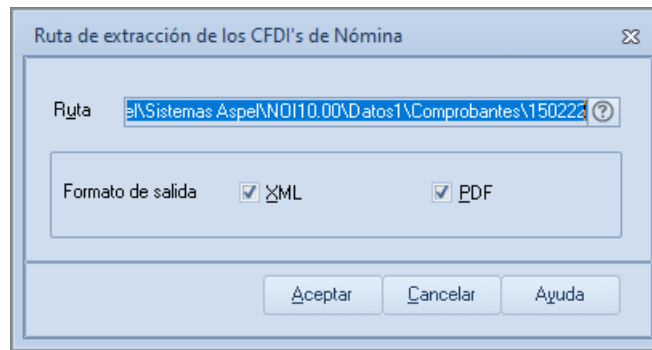 Ruta de extracción de los CFDI's de Nómina
Ruta el\Sistemas Aspel\NOI10.00\Datos1\Comprobantes\150222
Formato de salida XML PDF
Aceptar Cancelar Ayuda